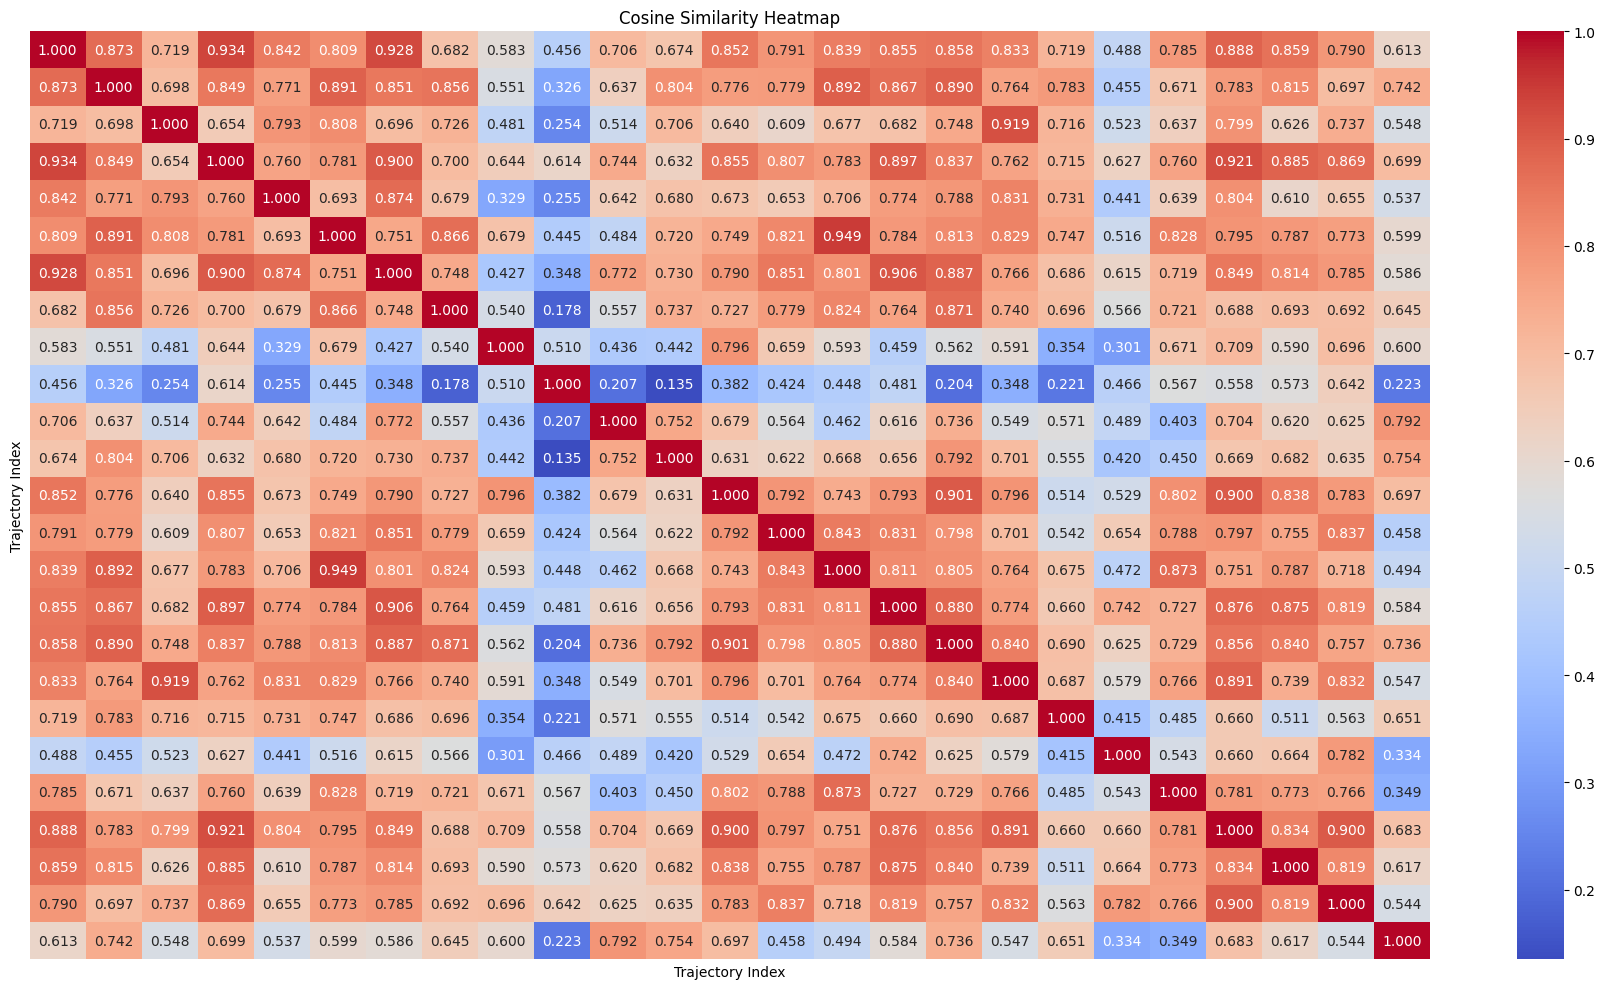 Cosine Similarity Heatmap
1.000 0.873 0.719 0.934 0.842 0.809 0.928 0.682 0.583 0.456 0.706 0.674 0.852 0.791 0.839 0.855 0.858 0.833 0.719 0.488 0.785 0.888 0.859 0.790 0.613
0.873 1.000 0.698 0.849 0.771 0.891 0.851 0.856 0.551 0.326 0.637 0.804 0.776 0.779 0.892 0.867 0.890 0.764 0.783 0.455 0.671 0.783 0.815 0.697 0.742
0.719 0.698 1.000 0.654 0.793 0.808 0.696 0.726 0.481 0.254 0.514 0.706 0.640 0.609 0.677 0.682 0.748 0.919 0.716 0.523 0.637 0.799 0.626 0.737 0.548
0.934 0.849 0.654 1.000 0.760 0.781 0.900 0.700 0.644 0.614 0.744 0.632 0.855 0.807 0.783 0.897 0.837 0.762 0.715 0.627 0.760 0.921 0.885 0.869 0.699
0.842 0.771 0.793 0.760 1.000 0.693 0.874 0.679 0.329 0.255 0.642 0.680 0.673 0.653 0.706 0.774 0.788 0.831 0.731 0.441 0.639 0.804 0.610 0.655 0.537
0.809 0.891 0.808 0.781 0.693 1.000 0.751 0.866 0.679 0.445 0.484 0.720 0.749 0.821 0.949 0.784 0.813 0.829 0.747 0.516 0.828 0.795 0.787 0.773 0.599
0.928 0.851 0.696 0.900 0.874 0.751 1.000 0.748 0.427 0.348 0.772 0.730 0.790 0.851 0.801 0.906 0.887 0.766 0.686 0.615 0.719 0.849 0.814 0.785 0.586
0.682 0.856 0.726 0.700 0.679 0.866 0.748 1.000 0.540 0.178 0.557 0.737 0.727 0.779 0.824 0.764 0.871 0.740 0.696 0.566 0.721 0.688 0.693 0.692 0.645
0.583 0.551 0.481 0.644 0.329 0.679 0.427 0.540 1.000 0.510 0.436 0.442 0.796 0.659 0.593 0.459 0.562 0.591 0.354 0.301 0.671 0.709 0.590 0.696 0.600
0.456 0.326 0.254 0.614 0.255 0.445 0.348 0.178 0.510 1.000 0.207 0.135 0.382 0.424 0.448 0.481 0.204 0.348 0.221 0.466 0.567 0.558 0.573 0.642 0.223
0.706 0.637 0.514 0.744 0.642 0.484 0.772 0.557 0.436 0.207 1.000 0.752 0.679 0.564 0.462 0.616 0.736 0.549 0.571 0.489 0.403 0.704 0.620 0.625 0.792
0.674 0.804 0.706 0.632 0.680 0.720 0.730 0.737 0.442 0.135 0.752 1.000 0.631 0.622 0.668 0.656 0.792 0.701 0.555 0.420 0.450 0.669 0.682 0.635 0.754
0.852 0.776 0.640 0.855 0.673 0.749 0.790 0.727 0.796 0.382 0.679 0.631 1.000 0.792 0.743 0.793 0.901 0.796 0.514 0.529 0.802 0.900 0.838 0.783 0.697
0.791 0.779 0.609 0.807 0.653 0.821 0.851 0.779 0.659 0.424 0.564 0.622 0.792 1.000 0.843 0.831 0.798 0.701 0.542 0.654 0.788 0.797 0.755 0.837 0.458
0.839 0.892 0.677 0.783 0.706 0.949 0.801 0.824 0.593 0.448 0.462 0.668 0.743 0.843 1.000 0.811 0.805 0.764 0.675 0.472 0.873 0.751 0.787 0.718 0.494
0.855 0.867 0.682 0.897 0.774 0.784 0.906 0.764 0.459 0.481 0.616 0.656 0.793 0.831 0.811 1.000 0.880 0.774 0.660 0.742 0.727 0.876 0.875 0.819 0.584
0.858 0.890 0.748 0.837 0.788 0.813 0.887 0.871 0.562 0.204 0.736 0.792 0.901 0.798 0.805 0.880 1.000 0.840 0.690 0.625 0.729 0.856 0.840 0.757 0.736
0.833 0.764 0.919 0.762 0.831 0.829 0.766 0.740 0.591 0.348 0.549 0.701 0.796 0.701 0.764 0.774 0.840 1.000 0.687 0.579 0.766 0.891 0.739 0.832 0.547
0.719 0.783 0.716 0.715 0.731 0.747 0.686 0.696 0.354 0.221 0.571 0.555 0.514 0.542 0.675 0.660 0.690 0.687 1.000 0.415 0.485 0.660 0.511 0.563 0.651
0.488 0.455 0.523 0.627 0.441 0.516 0.615 0.566 0.301 0.466 0.489 0.420 0.529 0.654 0.472 0.742 0.625 0.579 0.415 1.000 0.543 0.660 0.664 0.782 0.334
0.785 0.671 0.637 0.760 0.639 0.828 0.719 0.721 0.671 0.567 0.403 0.450 0.802 0.788 0.873 0.727 0.729 0.766 0.485 0.543 1.000 0.781 0.773 0.766 0.349
0.888 0.783 0.799 0.921 0.804 0.795 0.849 0.688 0.709 0.558 0.704 0.669 0.900 0.797 0.751 0.876 0.856 0.891 0.660 0.660 0.781 1.000 0.834 0.900 0.683
0.859 0.815 0.626 0.885 0.610 0.787 0.814 0.693 0.590 0.573 0.620 0.682 0.838 0.755 0.787 0.875 0.840 0.739 0.511 0.664 0.773 0.834 1.000 0.819 0.617
0.790 0.697 0.737 0.869 0.655 0.773 0.785 0.692 0.696 0.642 0.625 0.635 0.783 0.837 0.718 0.819 0.757 0.832 0.563 0.782 0.766 0.900 0.819 1.000 0.544
0.613 0.742 0.548 0.699 0.537 0.599 0.586 0.645 0.600 0.223 0.792 0.754 0.697 0.458 0.494 0.584 0.736 0.547 0.651 0.334 0.349 0.683 0.617 0.544 1.000
Trajectory Index
Trajectory Index
1.0
0.9
0.8
0.7
0.6
0.5
0.4
0.3
0.2